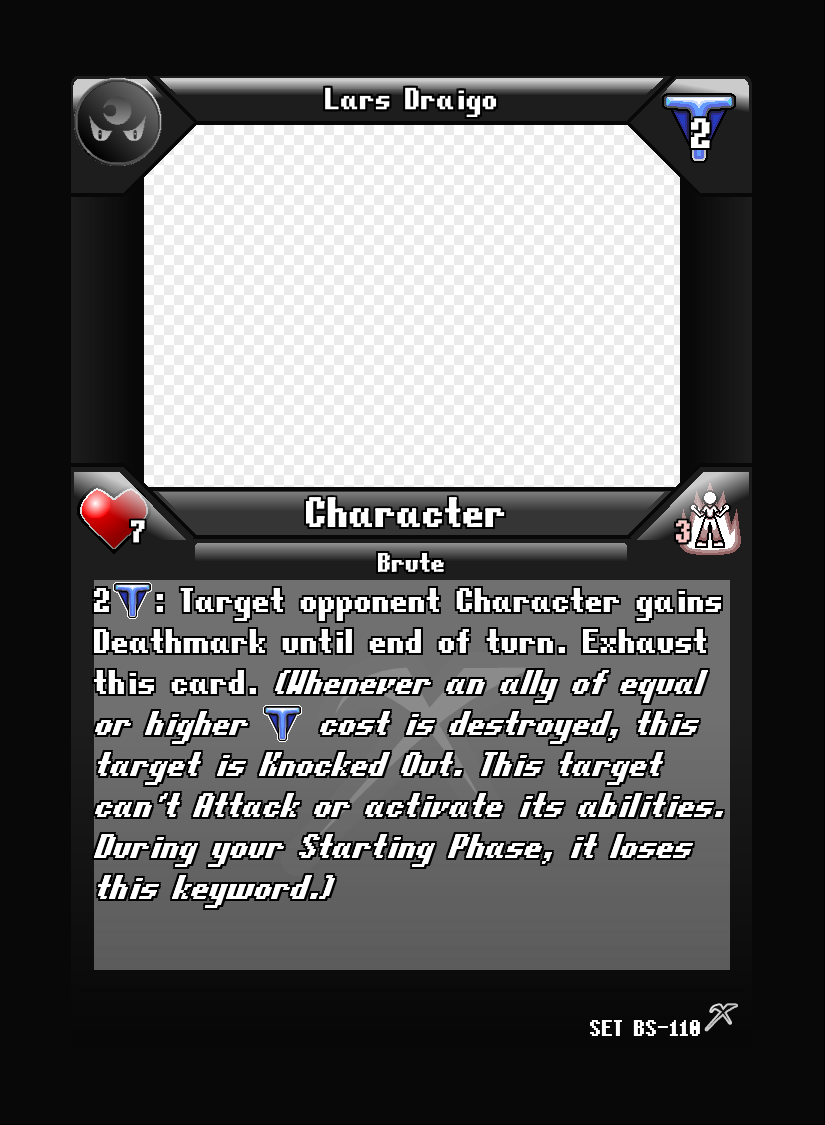 Lars Draigo
2
Character
7
3
Brute
2T: Target opponent Character gains
Deathmark until end of turn. Exhaust
this card. (Whenever an ally of equal
or higher T cost is destroyed, this
target is Knocked Out. This target
can't Attack or activate its abilities.
During your Starting Phase, it loses
this keyword.)
SET BS-110